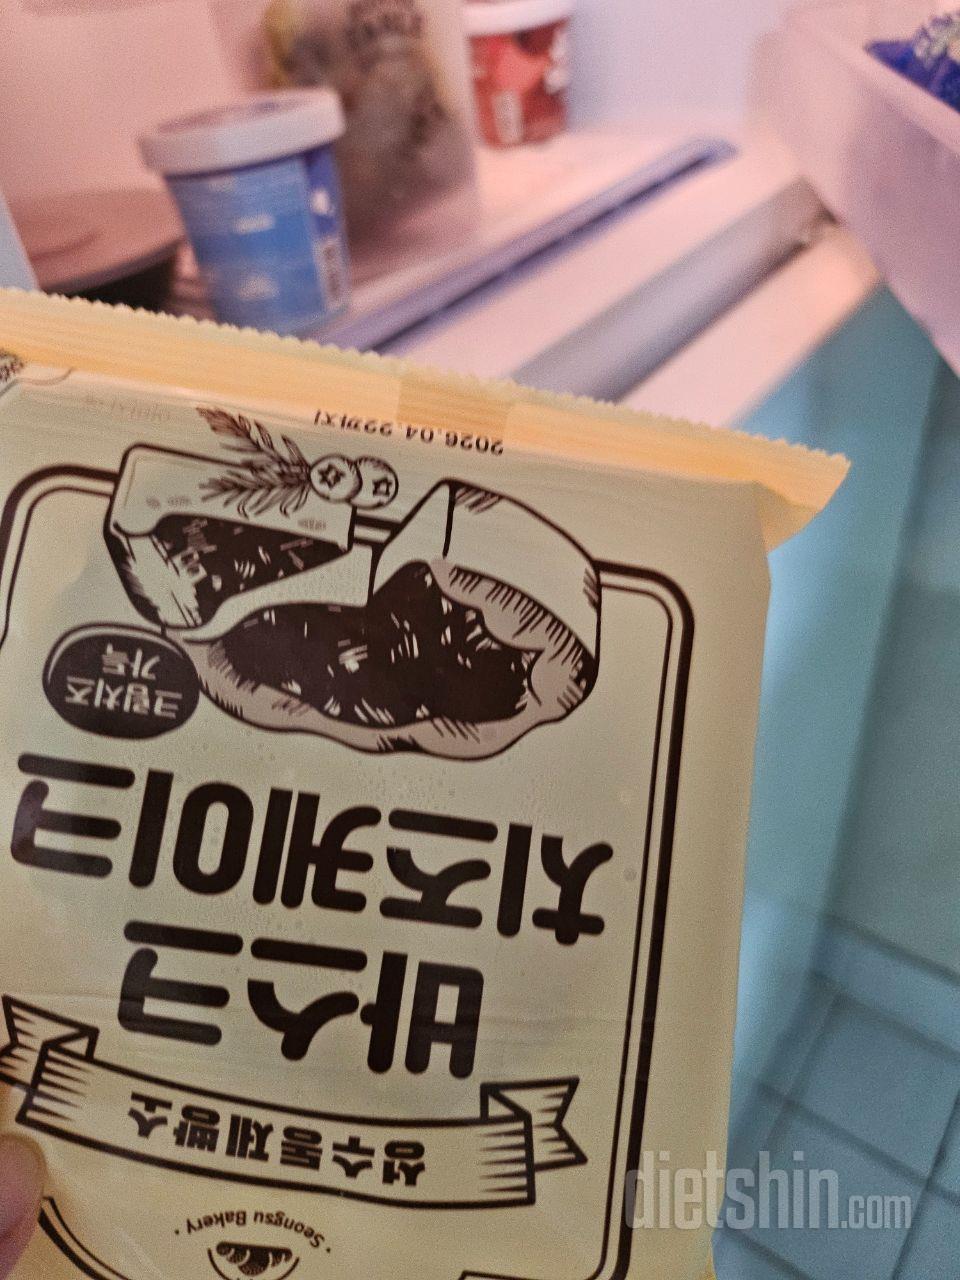 Seongsu Bakery
성수동제빵소
바스크
치즈케이크
크림치즈
가득
2026.04.22까지
dietshin.com